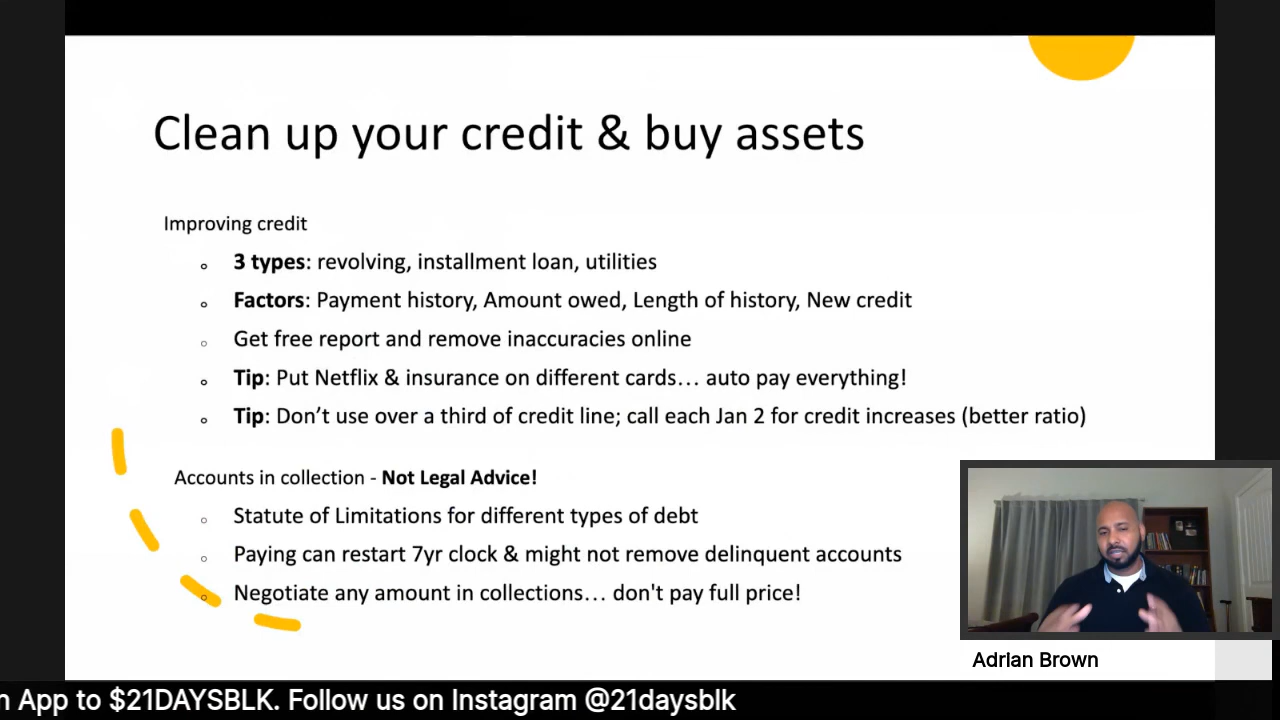 Clean up your credit & buy assets
Improving credit
3 types: revolving, installment loan, utilities
Factors: Payment history, Amount owed, Length of history, New credit
Get free report and remove inaccuracies online
Tip: Put Netflix & insurance on different cards… auto pay everything!
Tip: Don’t use over a third of credit line; call each Jan 2 for credit increases (better ratio)
Accounts in collection - Not Legal Advice!
Statute of Limitations for different types of debt
Paying can restart 7yr clock & might not remove delinquent accounts
Negotiate any amount in collections… don't pay full price!
Adrian Brown
App to $21DAYSBLK. Follow us on Instagram @21daysblk